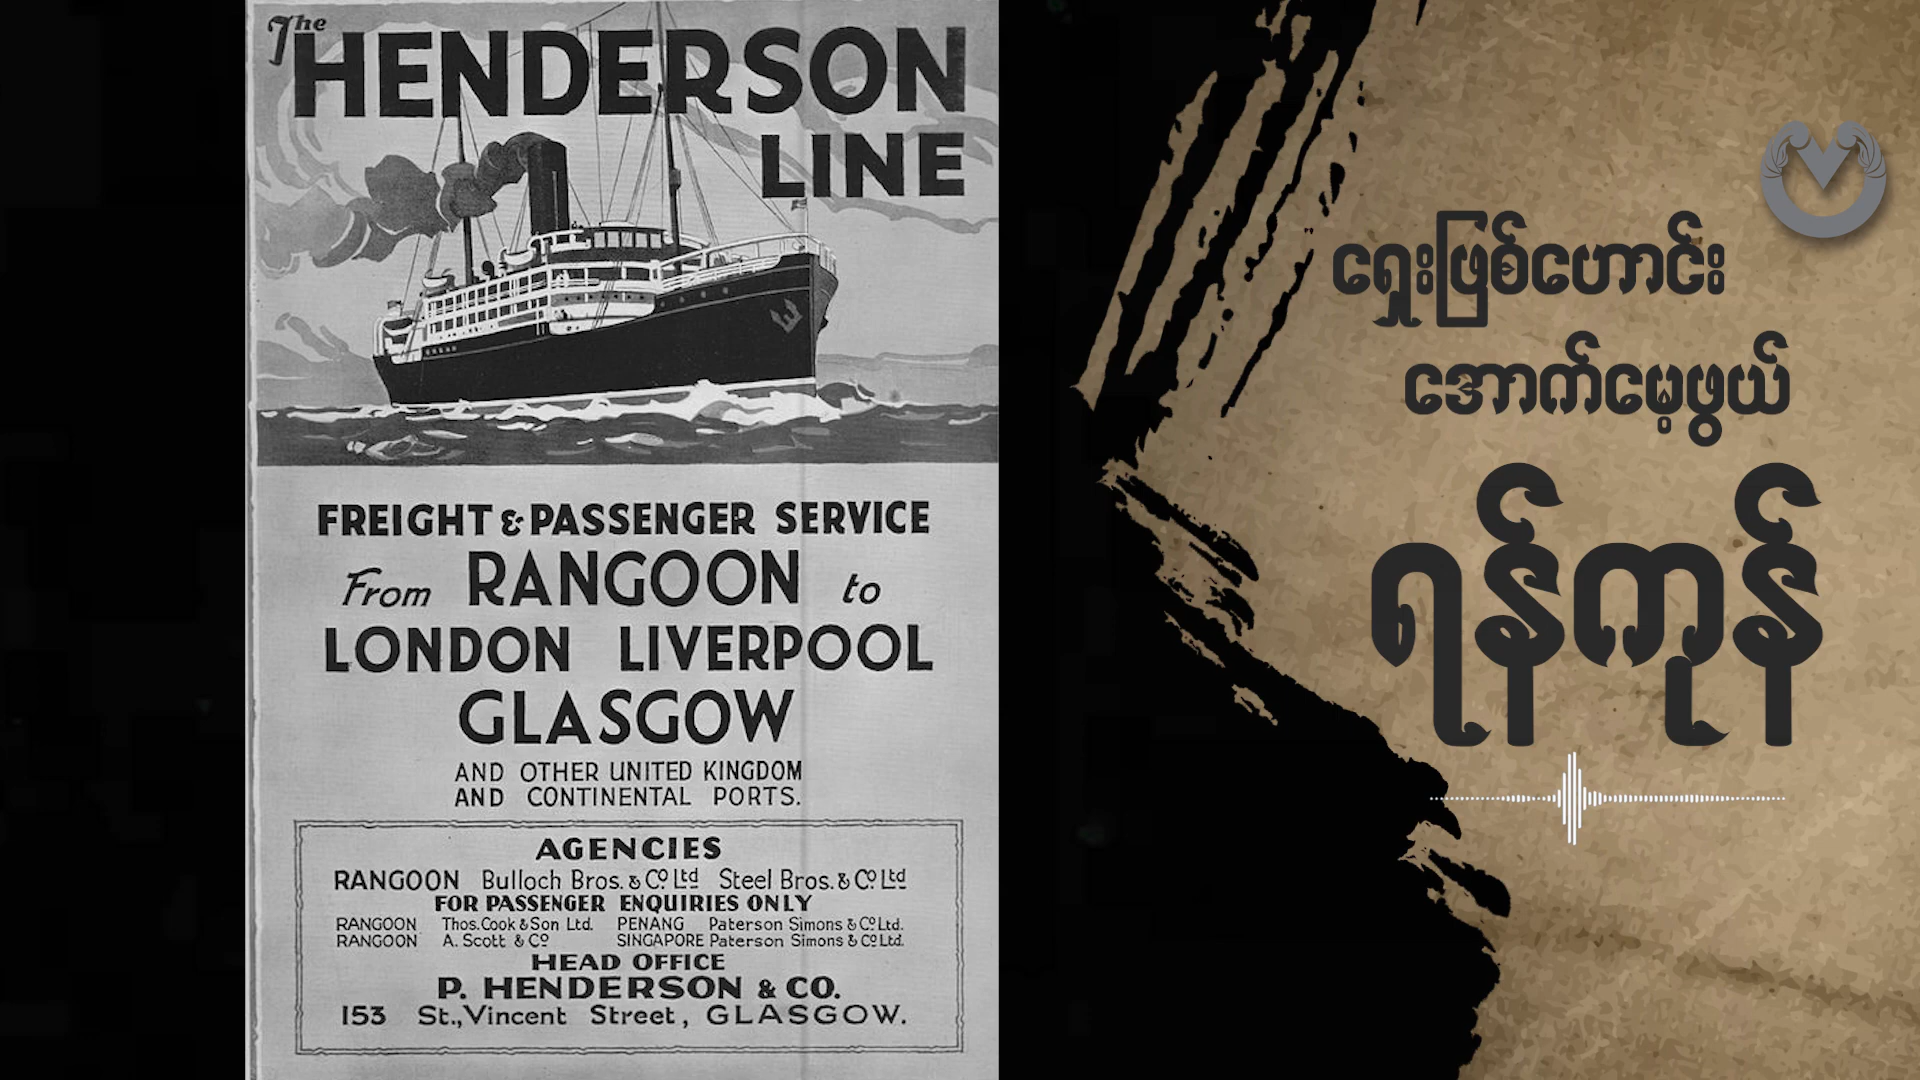 The
HENDERSON
LINE
FREIGHT & PASSENGER SERVICE
From RANGOON to
LONDON LIVERPOOL
GLASGOW
AND OTHER UNITED KINGDOM
AND CONTINENTAL PORTS.
AGENCIES
RANGOON Bulloch Bros. & Co. Ltd Steel Bros. & Co. Ltd
FOR PASSENGER ENQUIRIES ONLY
RANGOON Thos. Cook & Son Ltd. PENANG Paterson Simons & Co. Ltd.
RANGOON A. Scott & Co SINGAPORE Paterson Simons & Co. Ltd.
HEAD OFFICE
P. HENDERSON & CO.
153 St., Vincent Street, GLASGOW.
ရှေးဖြစ်ဟောင်း
အောက်မေ့ဖွယ်
ရန်ကုန်